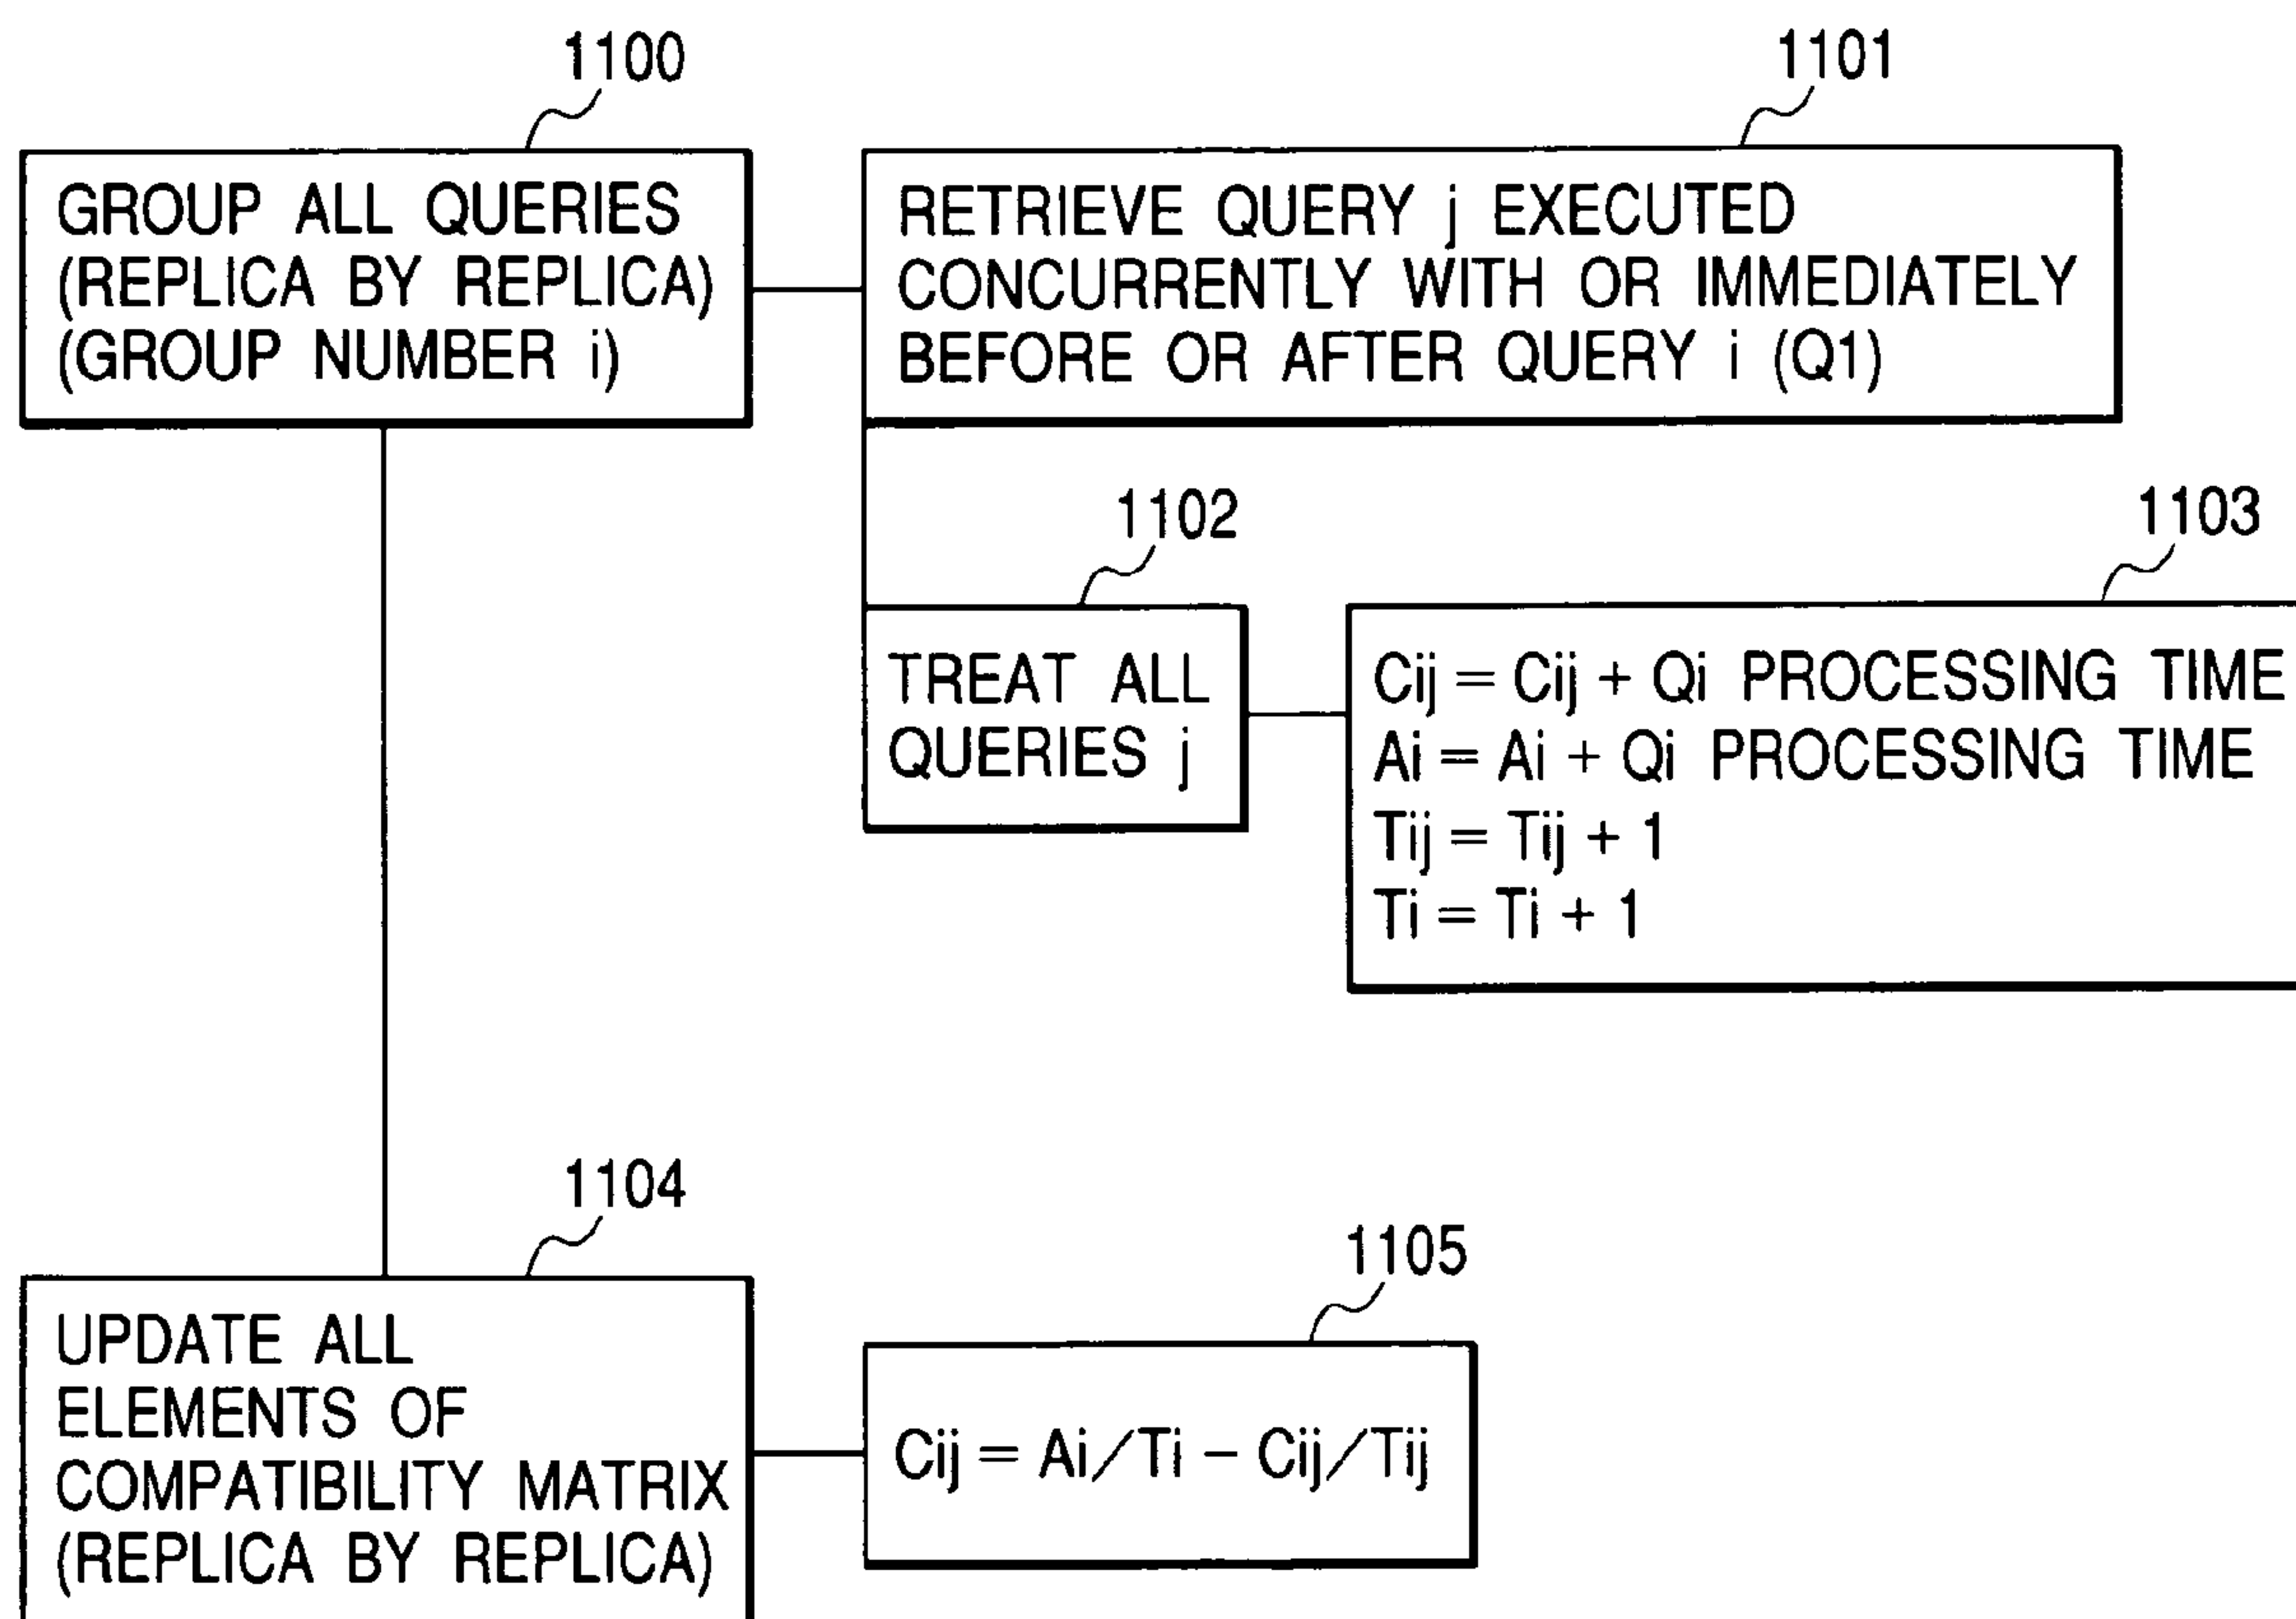 1100
GROUP ALL QUERIES
(REPLICA BY REPLICA)
(GROUP NUMBER i)
1101
RETRIEVE QUERY j EXECUTED
CONCURRENTLY WITH OR IMMEDIATELY
BEFORE OR AFTER QUERY i (Q1)
1102
TREAT ALL
QUERIES j
1103
Cij = Cij + Qi PROCESSING TIME
Ai = Ai + Qi PROCESSING TIME
Tij = Tij + 1
Ti = Ti + 1
1104
UPDATE ALL
ELEMENTS OF
COMPATIBILITY MATRIX
(REPLICA BY REPLICA)
1105
Cij = Ai/Ti − Cij/Tij